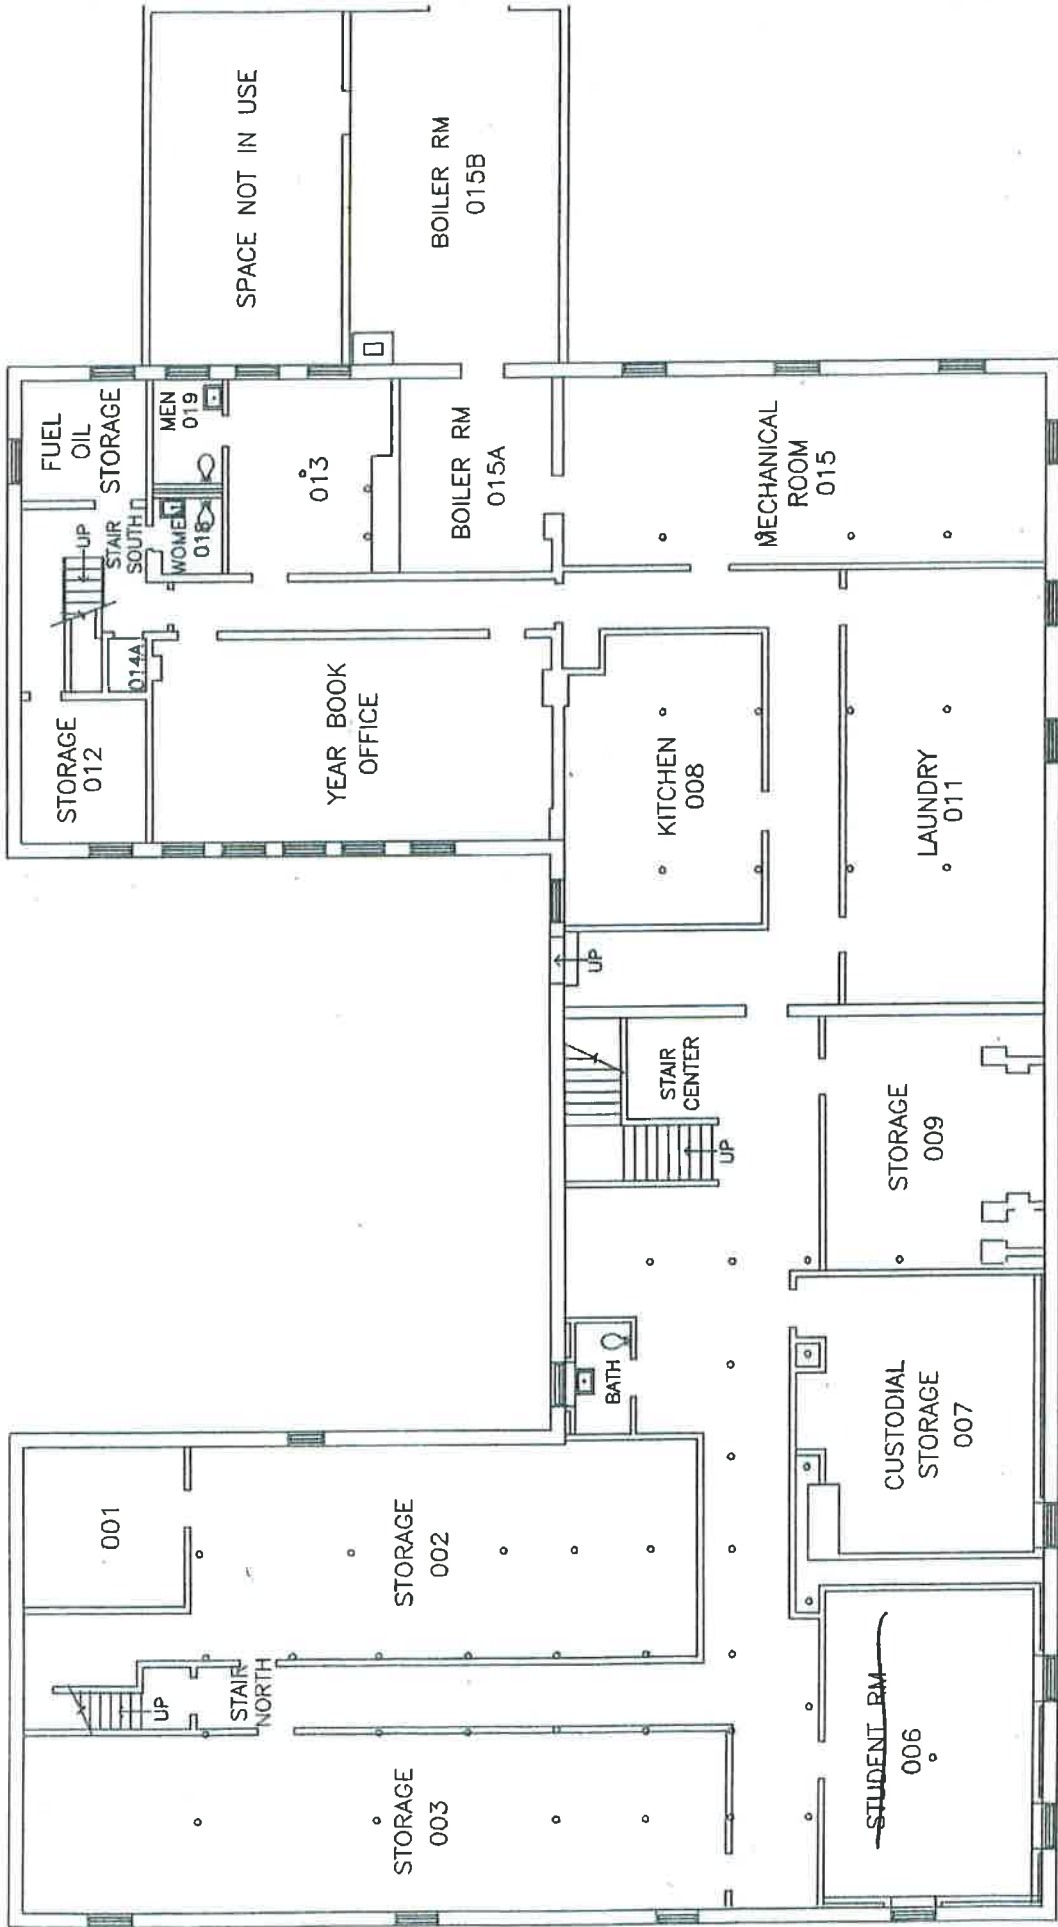 STORAGE
003
UP
STAIR
NORTH
001
STORAGE
002
STUDENT RM
006
CUSTODIAL
STORAGE
007
BATH
STORAGE
009
UP
STAIR
CENTER
UP
KITCHEN
008
LAUNDRY
011
STORAGE
012
014A
UP
STAIR
SOUTH
YEAR BOOK
OFFICE
FUEL
OIL
STORAGE
WOMEN
018
MEN
019
013
BOILER RM
015A
MECHANICAL
ROOM
015
SPACE NOT IN USE
BOILER RM
015B